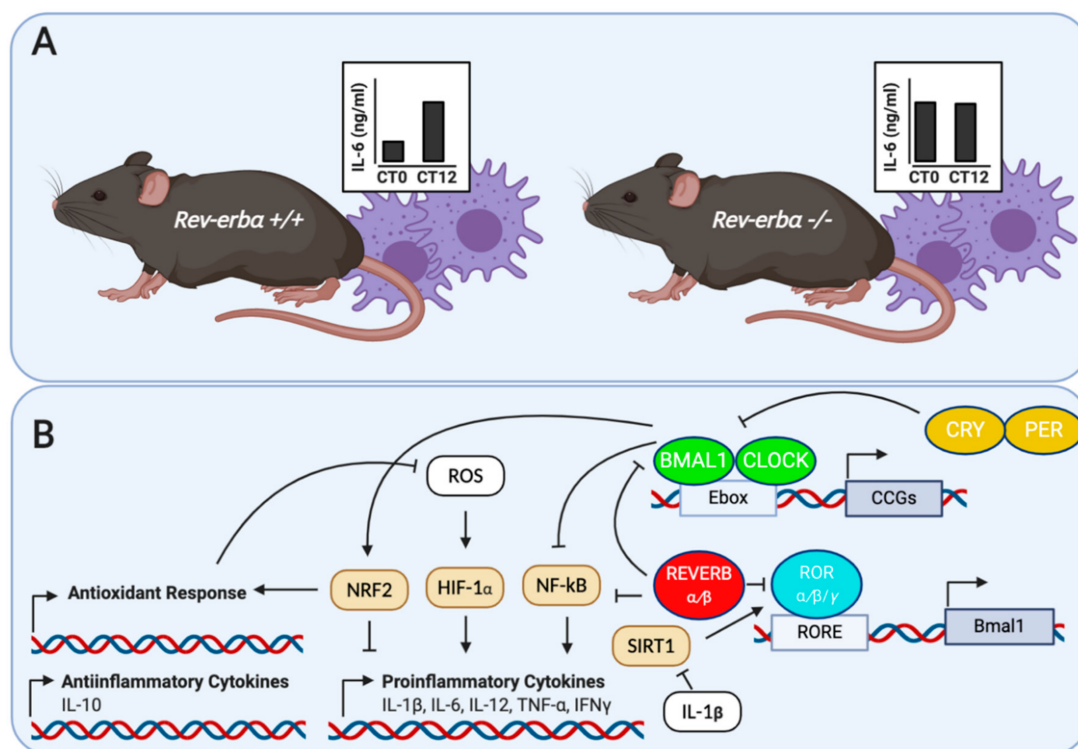 A
IL-6 (ng/ml)
CT0 CT12
Rev-erbα +/+
IL-6 (ng/ml)
CT0 CT12
Rev-erbα -/-
B
CRY PER
BMAL1 CLOCK
Ebox
CCGs
ROS
NRF2
HIF-1α
NF-kB
REVERB
α/β
ROR
α/β/γ
RORE
Bmal1
SIRT1
IL-1β
Antioxidant Response
Antiinflammatory Cytokines
IL-10
Proinflammatory Cytokines
IL-1β, IL-6, IL-12, TNF-α, IFNγ